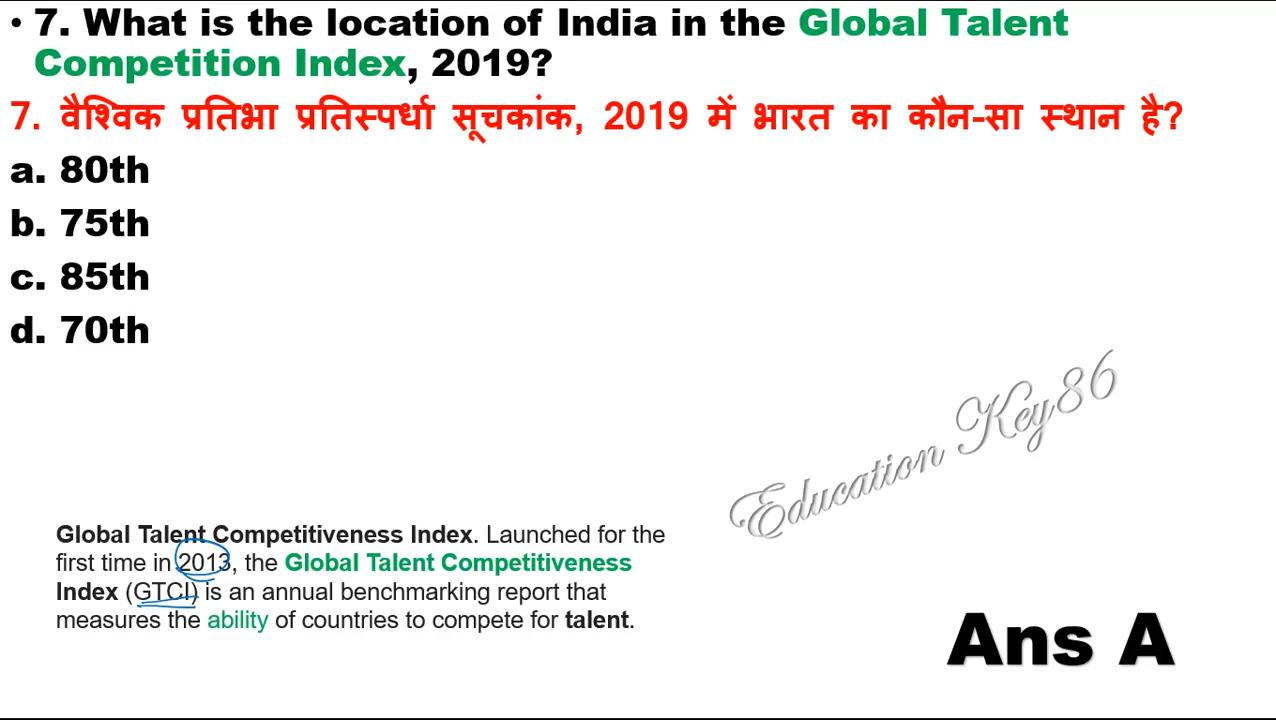 • 7. What is the location of India in the Global Talent
Competition Index, 2019?
7. वैश्विक प्रतिभा प्रतिस्पर्धा सूचकांक, 2019 में भारत का कौन-सा स्थान है?
a. 80th
b. 75th
c. 85th
d. 70th
Education Key86
Global Talent Competitiveness Index. Launched for the
first time in 2013, the Global Talent Competitiveness
Index (GTCI) is an annual benchmarking report that
measures the ability of countries to compete for talent.
Ans A